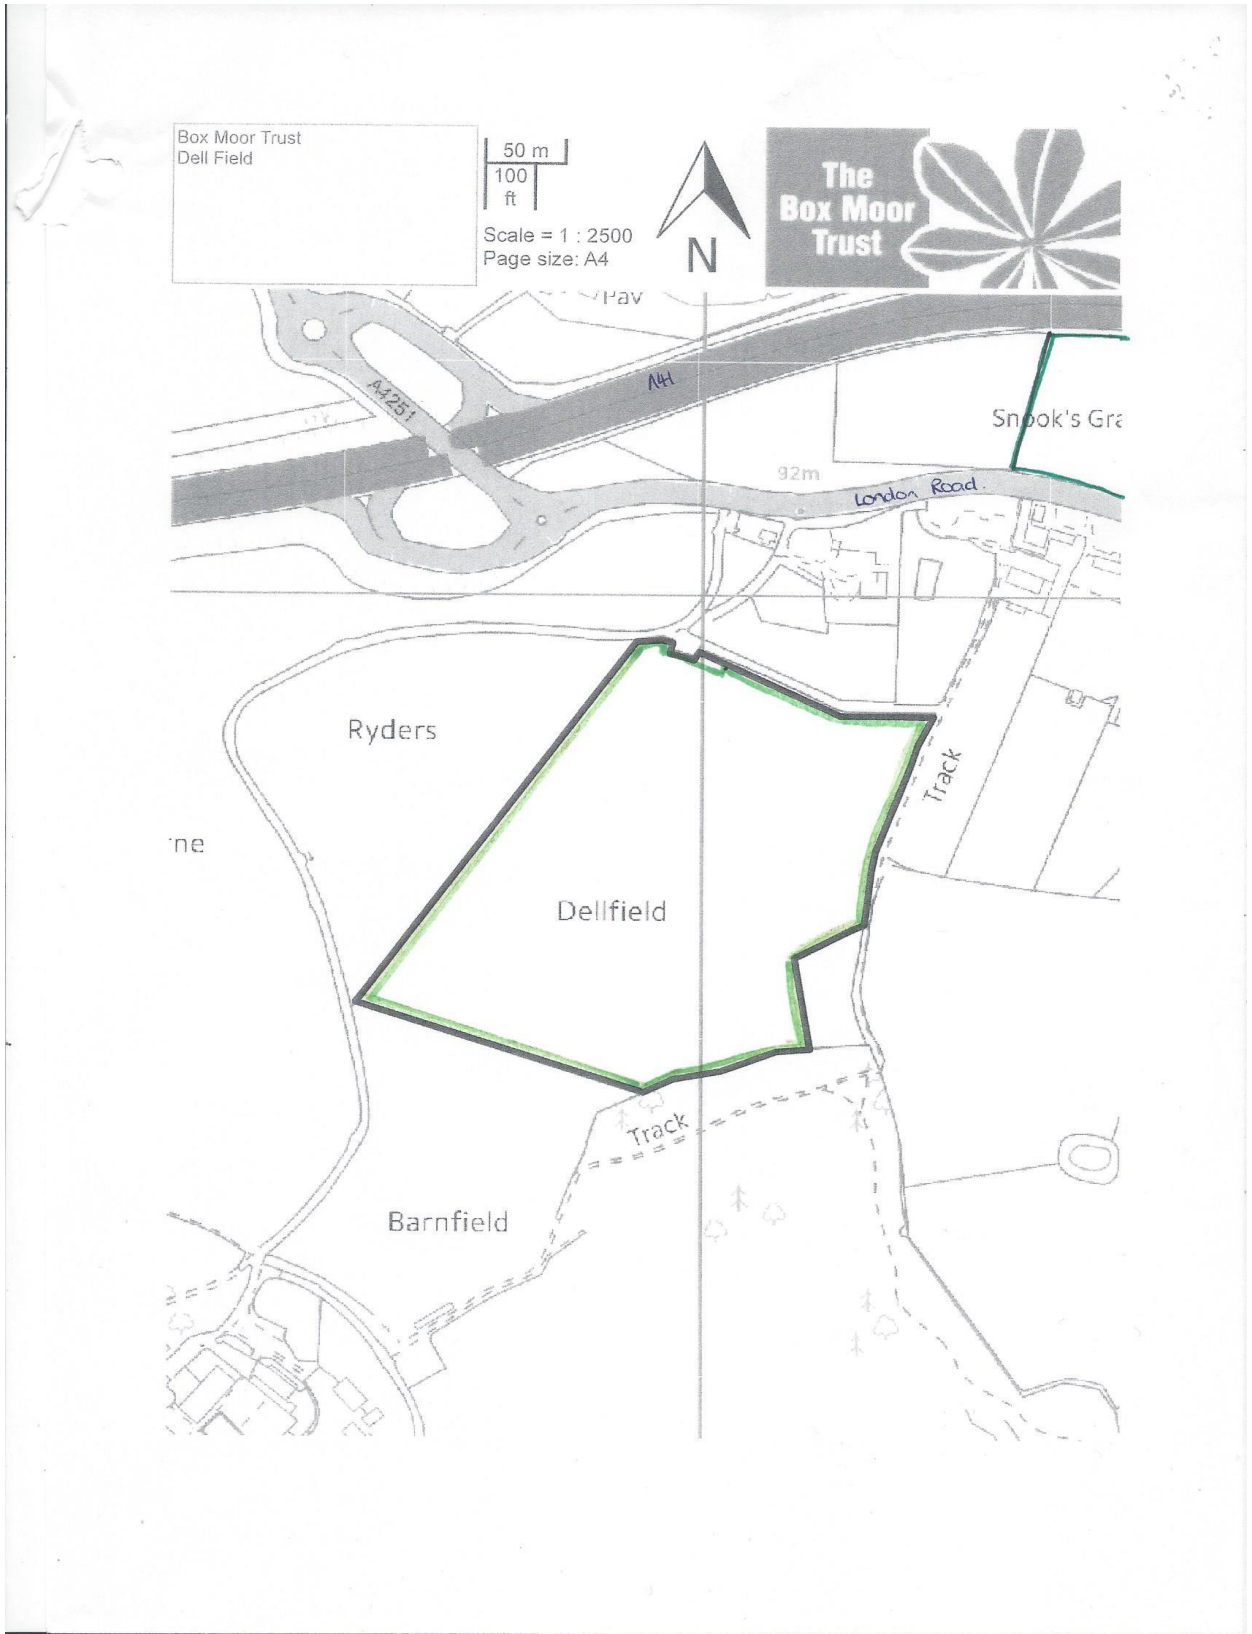 Box Moor Trust
Dell Field
50 m
100
ft
Scale = 1 : 2500
Page size: A4
N
The
Box Moor
Trust
Pav
A41
A4251
Snook's Gra
92m
London Road.
Ryders
Track
ne
Dellfield
Track
Barnfield